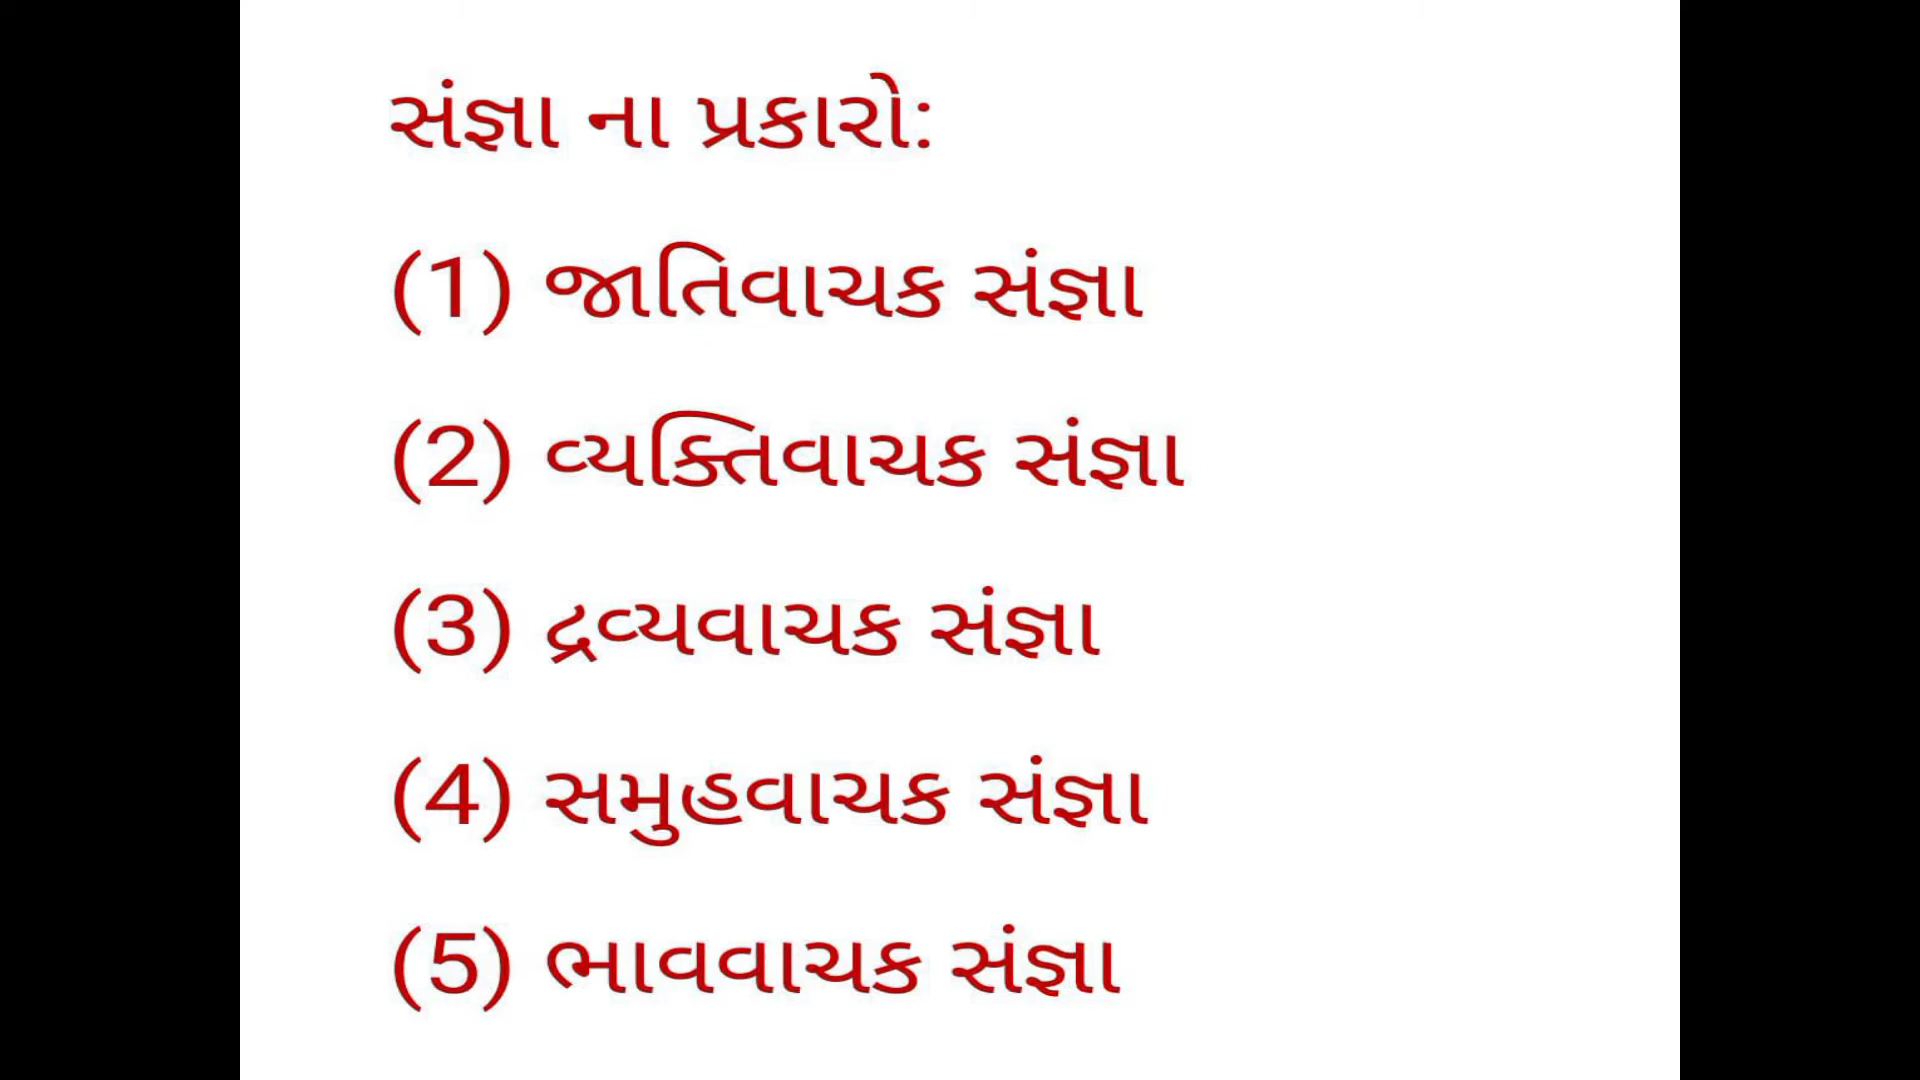 સંજ્ઞા ના પ્રકારો:
(1) જાતિવાચક સંજ્ઞા
(2) વ્યક્તિવાચક સંજ્ઞા
(3) દ્રવ્યવાચક સંજ્ઞા
(4) સમુહવાચક સંજ્ઞા
(5) ભાવવાચક સંજ્ઞા